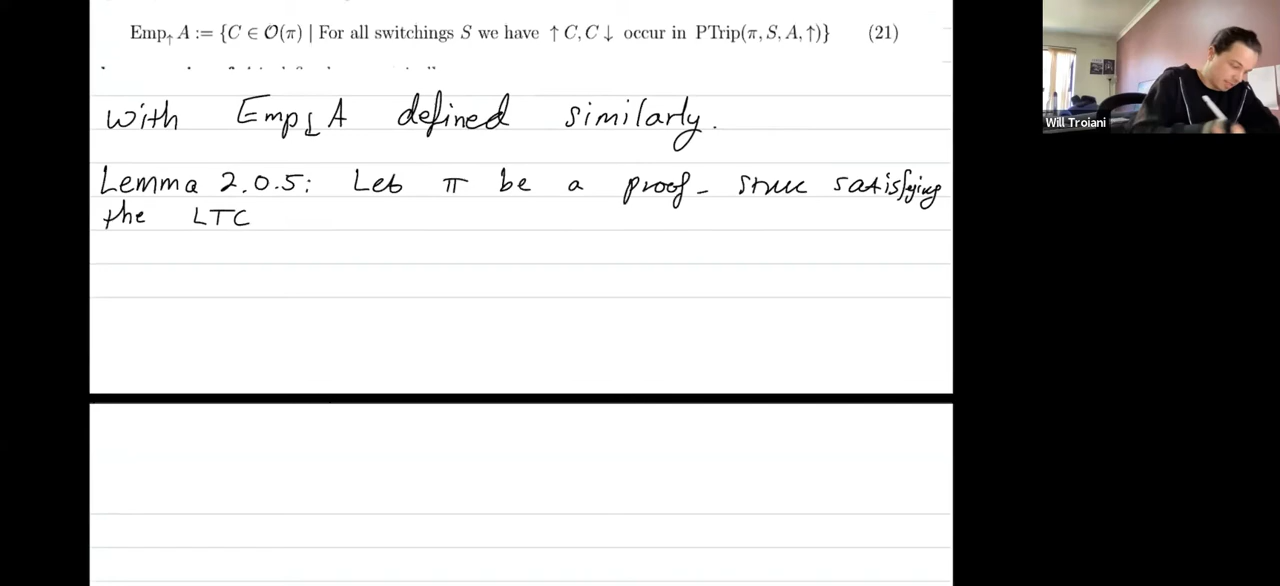 Emp↑ A := {C ∈ O(π) | For all switchings S we have ↑ C, C ↓ occur in PTrip(π, S, A, ↑)} (21)
with Emp↓ A defined similarly.
Lemma 2.0.5: Let π be a proof-struc satisfying
the LTC
Will Troiani